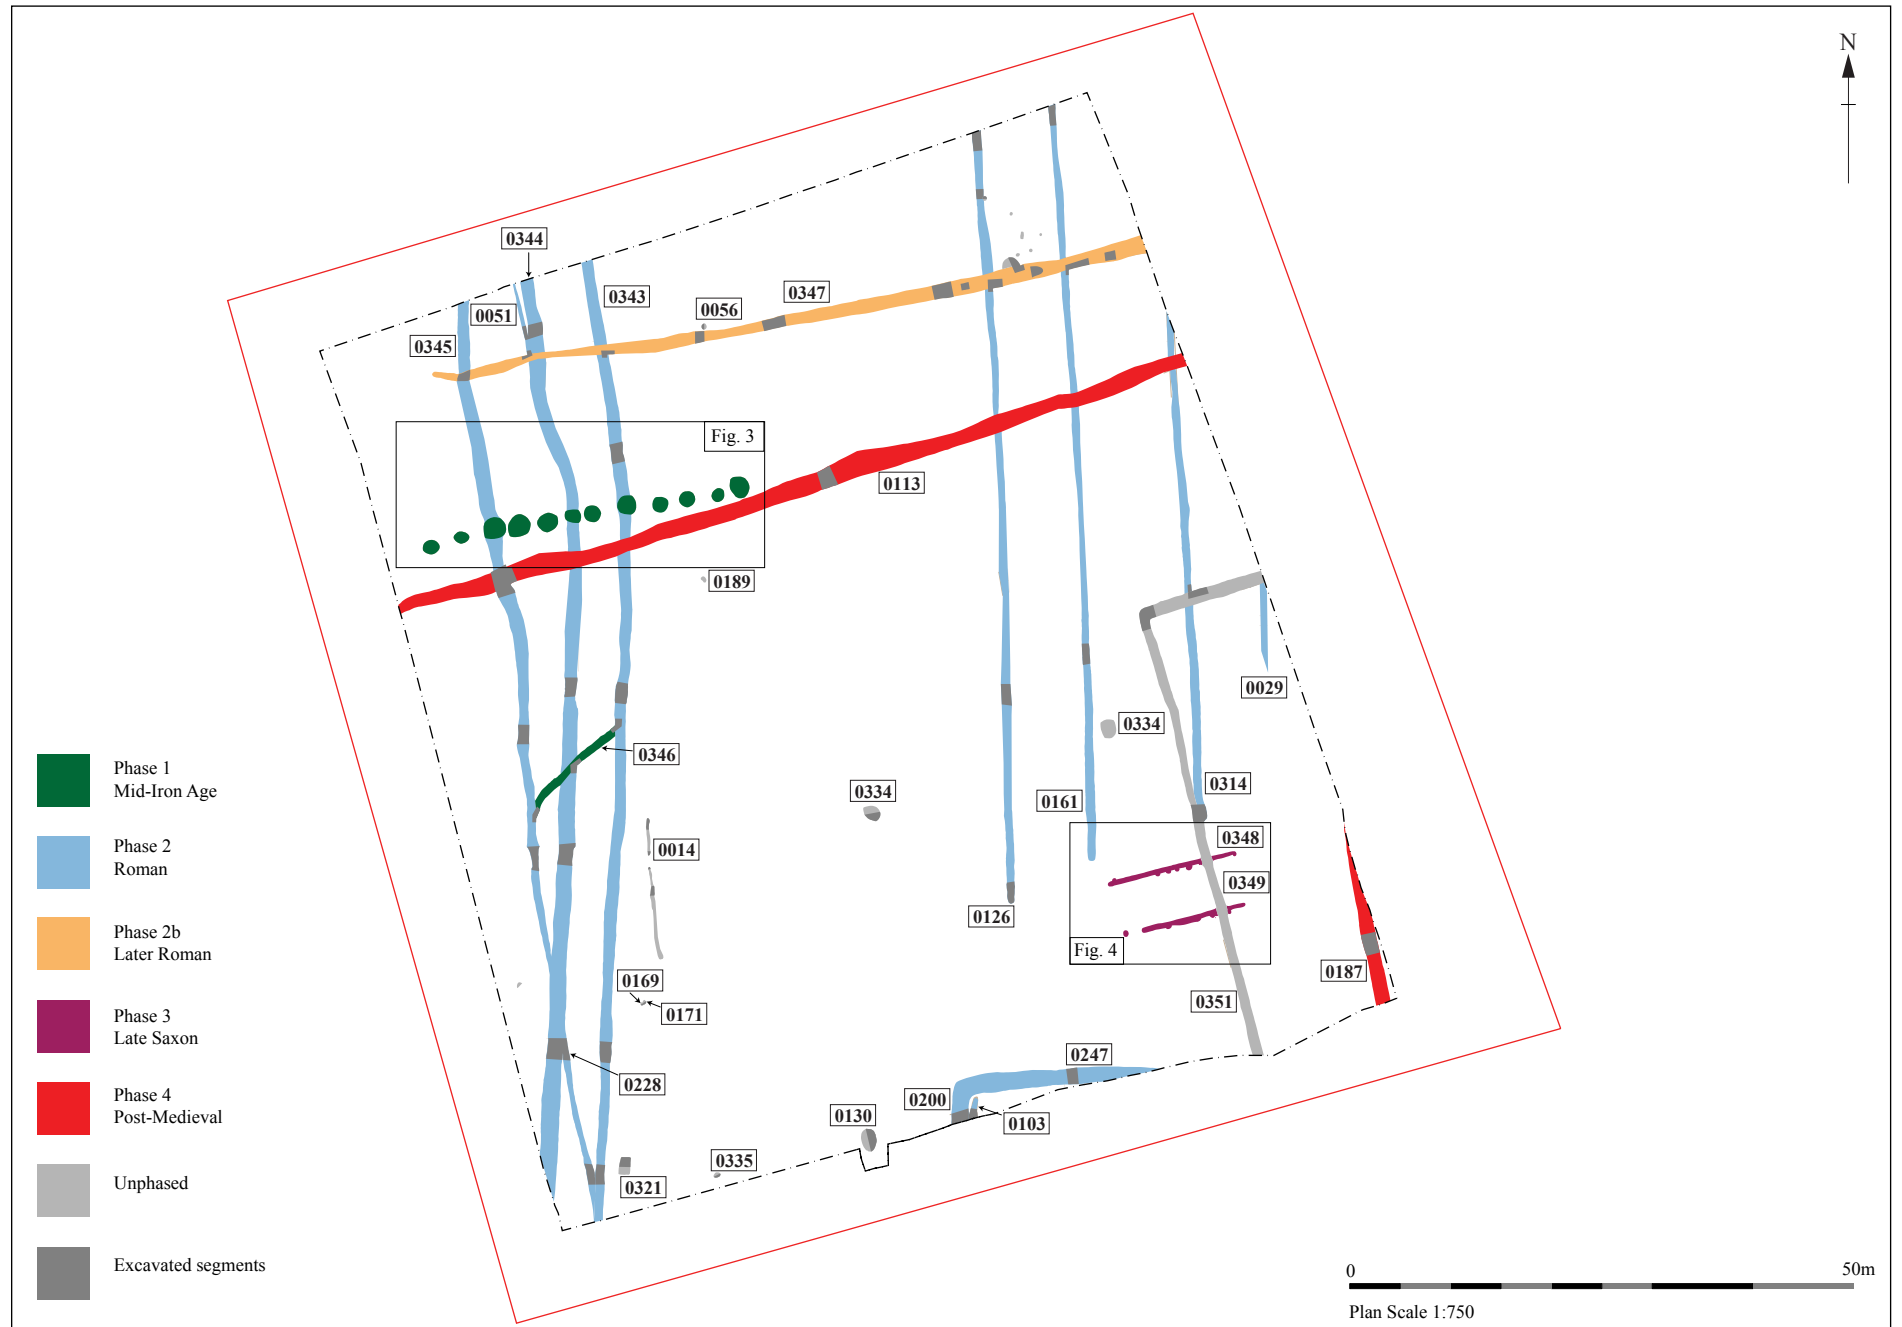 N
0344
0051
0343
0056
0347
0345
Fig. 3
0113
0189
0029
0346
0334
0334
0314
0161
0348
0014
0349
0126
Fig. 4
0169
0171
0187
0351
0247
0228
0200
0103
0130
0335
0321
Phase 1
Mid-Iron Age
Phase 2
Roman
Phase 2b
Later Roman
Phase 3
Late Saxon
Phase 4
Post-Medieval
Unphased
Excavated segments
0 50m
Plan Scale 1:750